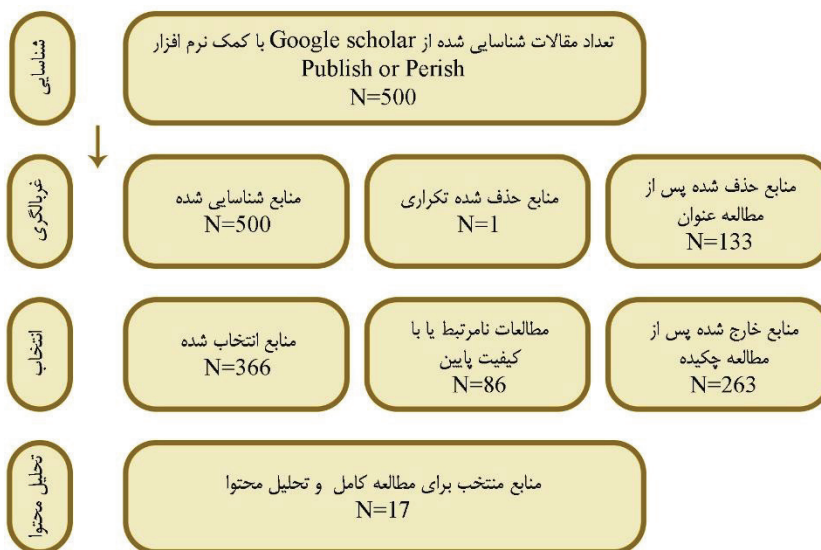 شناسایی
تعداد مقالات شناسایی شده از Google scholar با کمک نرم افزار
Publish or Perish
N=500
غربالگری
منابع شناسایی شده
N=500
منابع حذف شده تکراری
N=1
منابع حذف شده پس از
مطالعه عنوان
N=133
انتخاب
منابع انتخاب شده
N=366
مطالعات نامرتبط یا با
کیفیت پایین
N=86
منابع خارج شده پس از
مطالعه چکیده
N=263
تحلیل محتوا
منابع منتخب برای مطالعه کامل و تحلیل محتوا
N=17